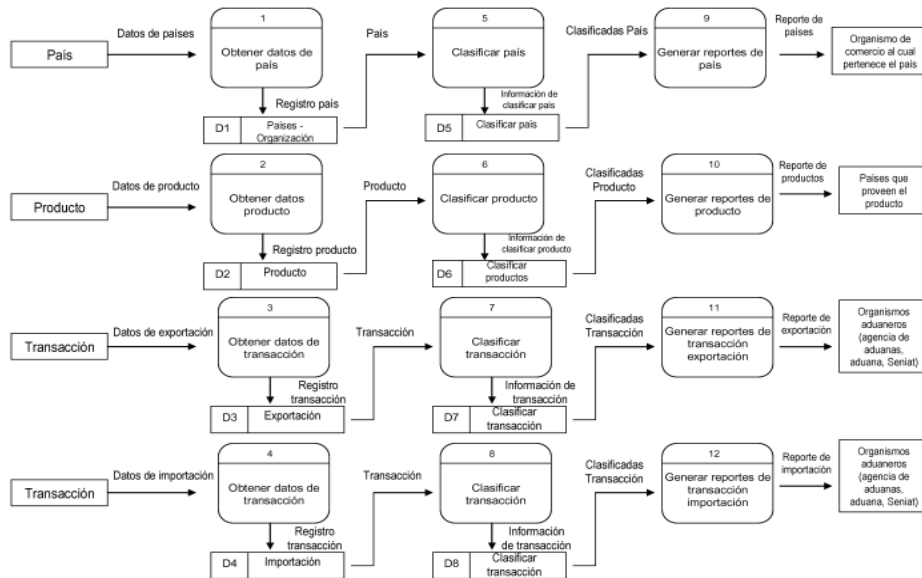 1
5
9
Datos de países
País
Clasificadas País
Reporte de
países
País
Obtener datos de
país
Clasificar país
Generar reportes de
país
Organismo de
comercio al cual
pertenece el país
Registro país
Información de
clasificar país
D1
Países -
Organización
D5
Clasificar país
2
6
10
Datos de producto
Producto
Clasificadas
Producto
Reporte de
productos
Producto
Obtener datos
producto
Clasificar producto
Generar reportes de
producto
Países que
proveen el
producto
Registro producto
Información de
clasificar producto
D2
Producto
D6
Clasificar
productos
3
7
11
Datos de exportación
Transacción
Clasificadas
Transacción
Reporte de
exportación
Transacción
Obtener datos de
transacción
Clasificar
transacción
Generar reportes de
transacción
exportación
Organismos
aduaneros
(agencia de
aduanas,
aduana, Seniat)
Registro
transacción
Información de
transacción
D3
Exportación
D7
Clasificar
transacción
4
8
12
Datos de importación
Transacción
Clasificadas
Transacción
Reporte de
importación
Transacción
Obtener datos de
transacción
Clasificar
transacción
Generar reportes de
transacción
importación
Organismos
aduaneros
(agencia de
aduanas,
aduana, Seniat)
Registro
transacción
Información
de transacción
D4
Importación
D8
Clasificar
transacción